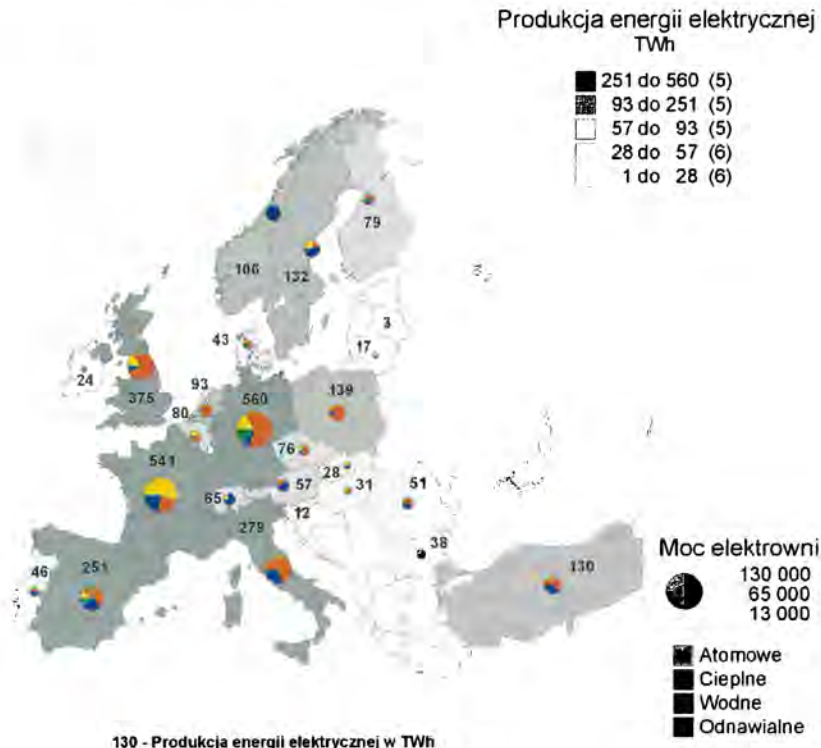 Produkcja energii elektrycznej
TWh
251 do 560 (5)
93 do 251 (5)
57 do 93 (5)
28 do 57 (6)
1 do 28 (6)
79
106
132
3
43
17
24
93
375
560
139
80
76
541
28
57
31
51
65
12
279
38
46
251
130
Moc elektrowni
130 000
65 000
13 000
Atomowe
Cieplne
Wodne
Odnawialne
130 - Produkcja energii elektrycznej w TWh